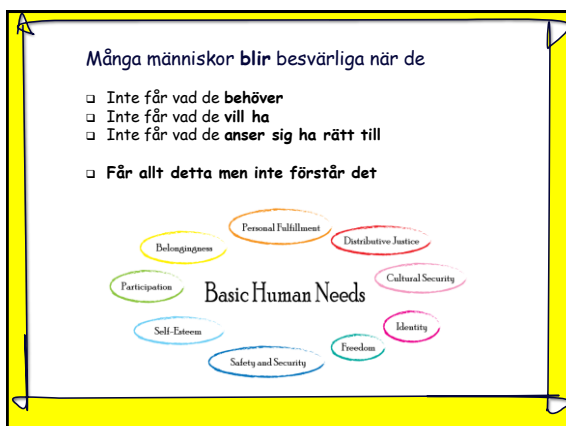 Många människor blir besvärliga när de
❑ Inte får vad de behöver
❑ Inte får vad de vill ha
❑ Inte får vad de anser sig ha rätt till
❑ Får allt detta men inte förstår det
Personal Fulfillment
Belongingness
Distributive Justice
Participation
Basic Human Needs
Cultural Security
Self-Esteem
Identity
Freedom
Safety and Security